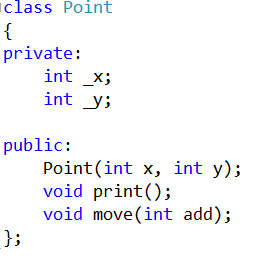 class Point
{
private:
    int _x;
    int _y;

public:
    Point(int x, int y);
    void print();
    void move(int add);
};